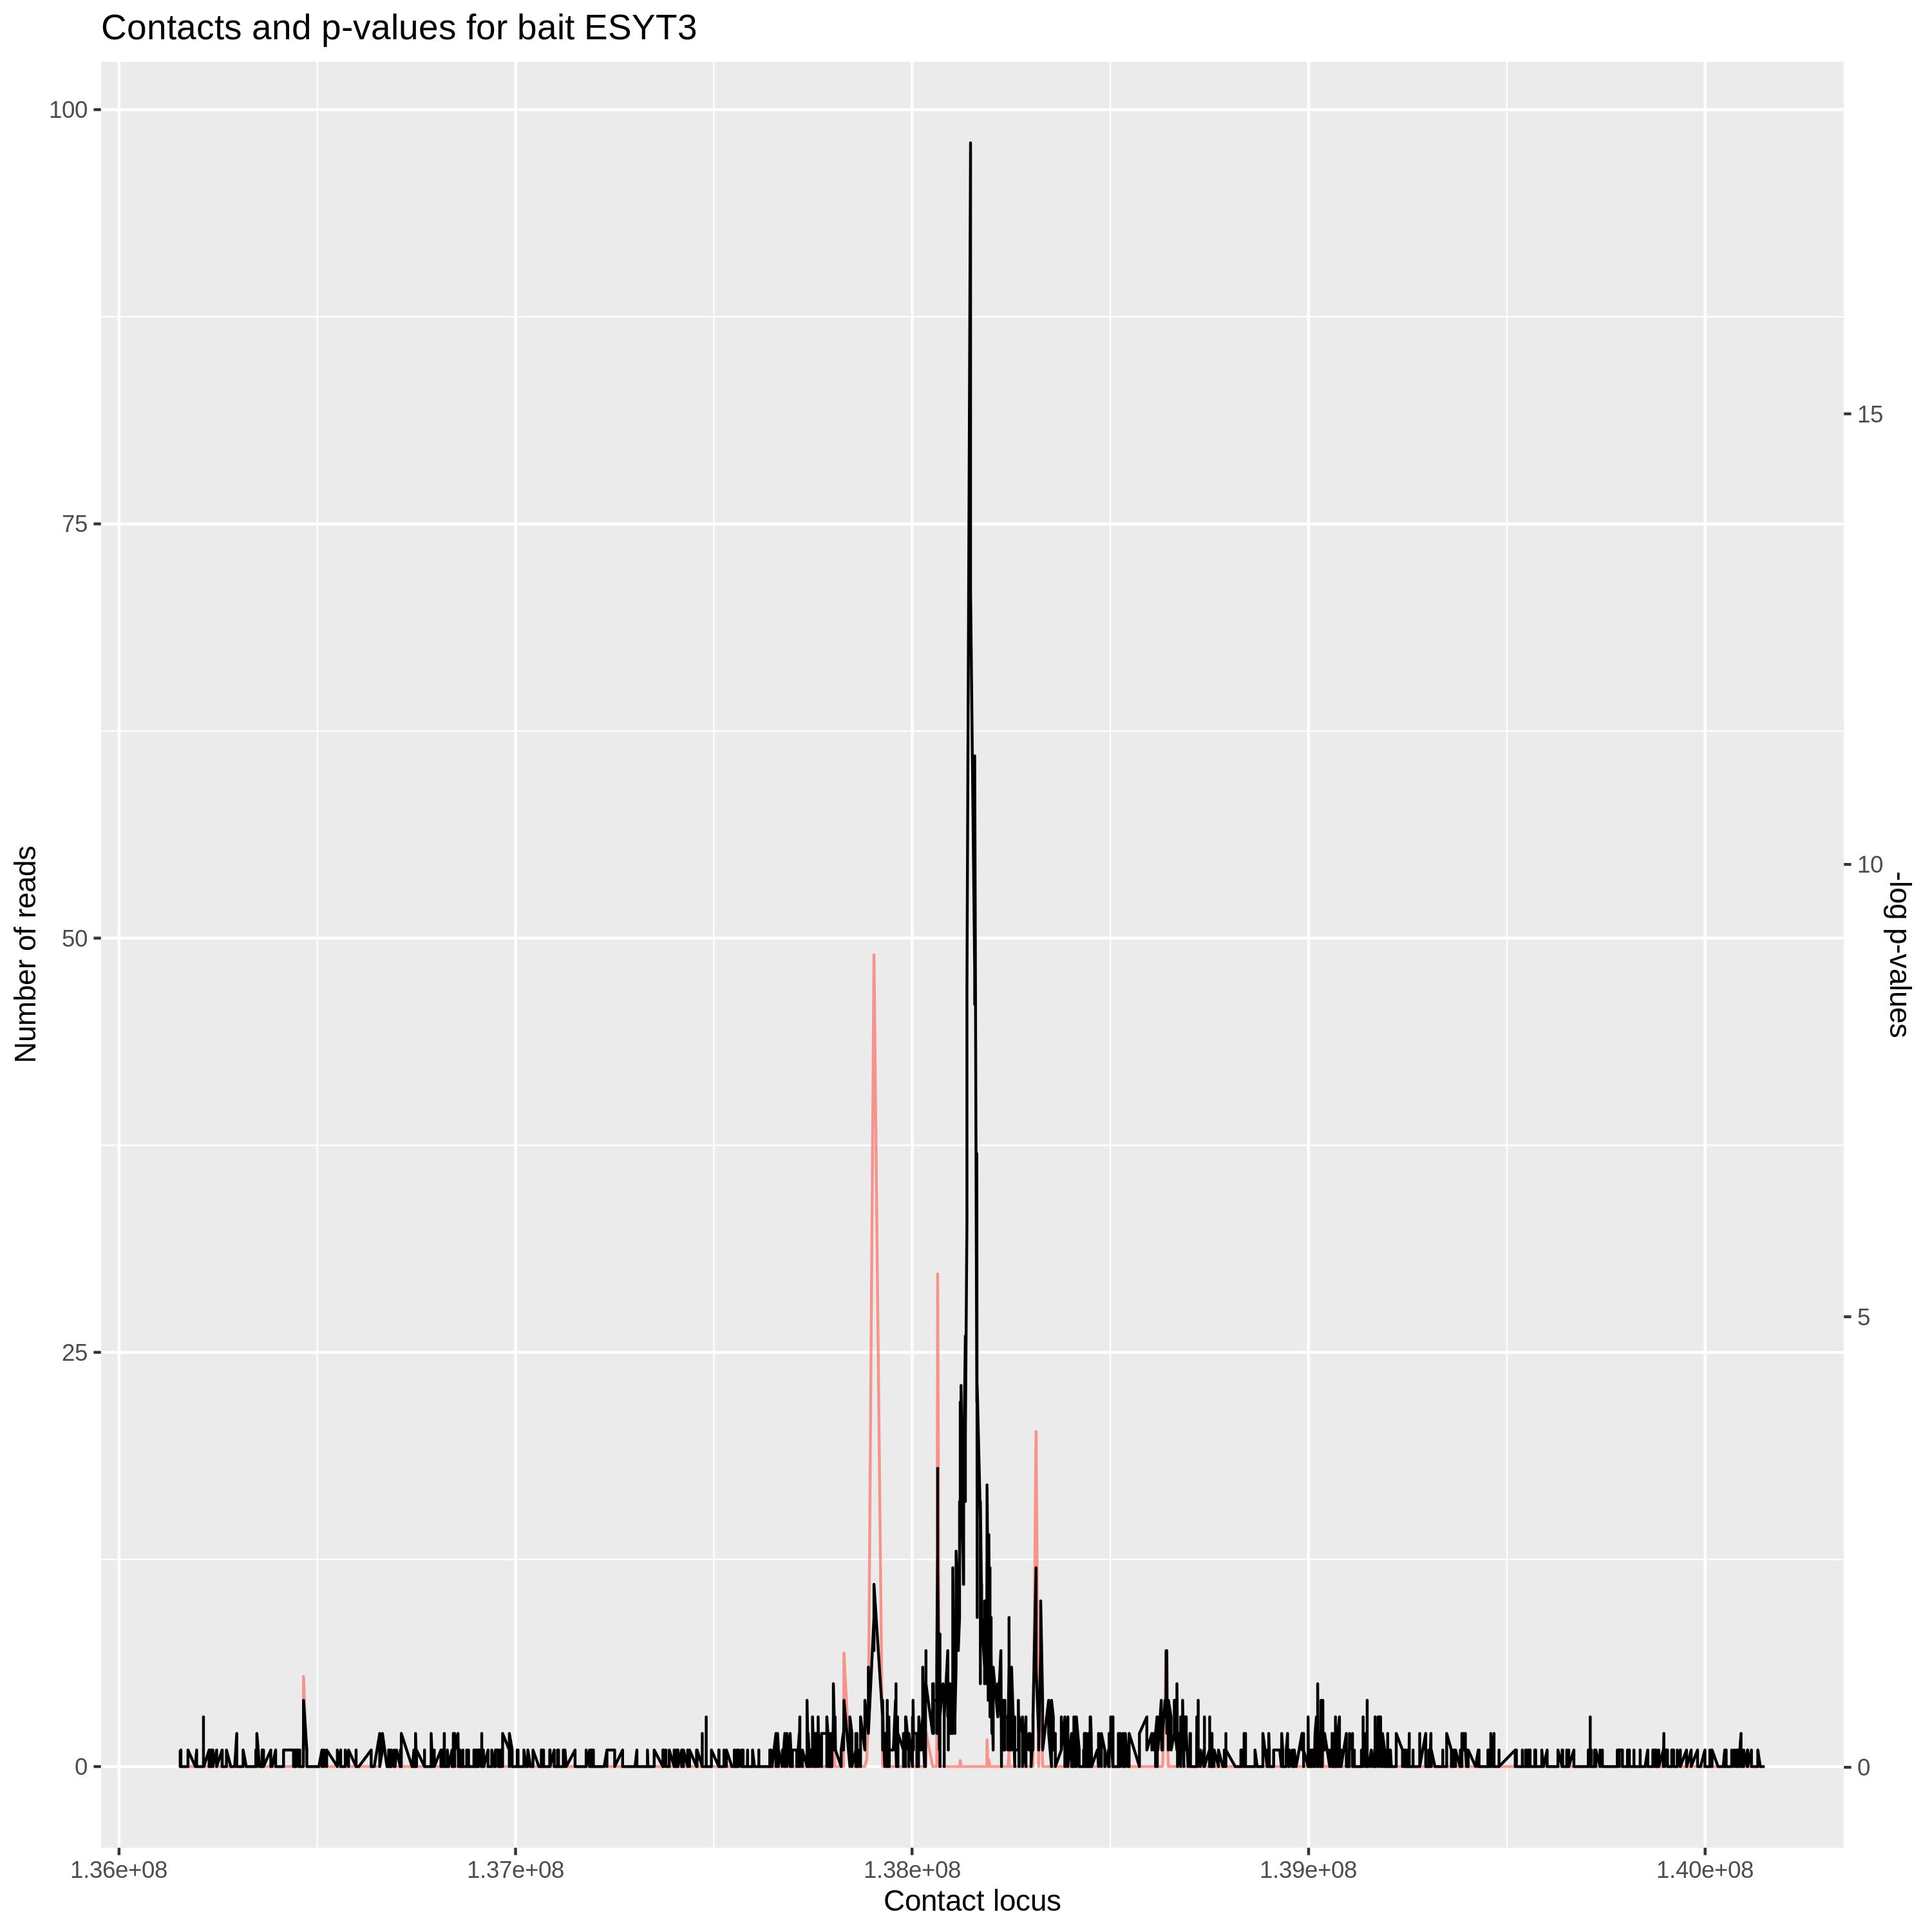 Contacts and p-values for bait ESYT3
100
75
50
25
0
Number of reads
15
10
5
0
-log p-values
1.36e+08
1.37e+08
1.38e+08
1.39e+08
1.40e+08
Contact locus